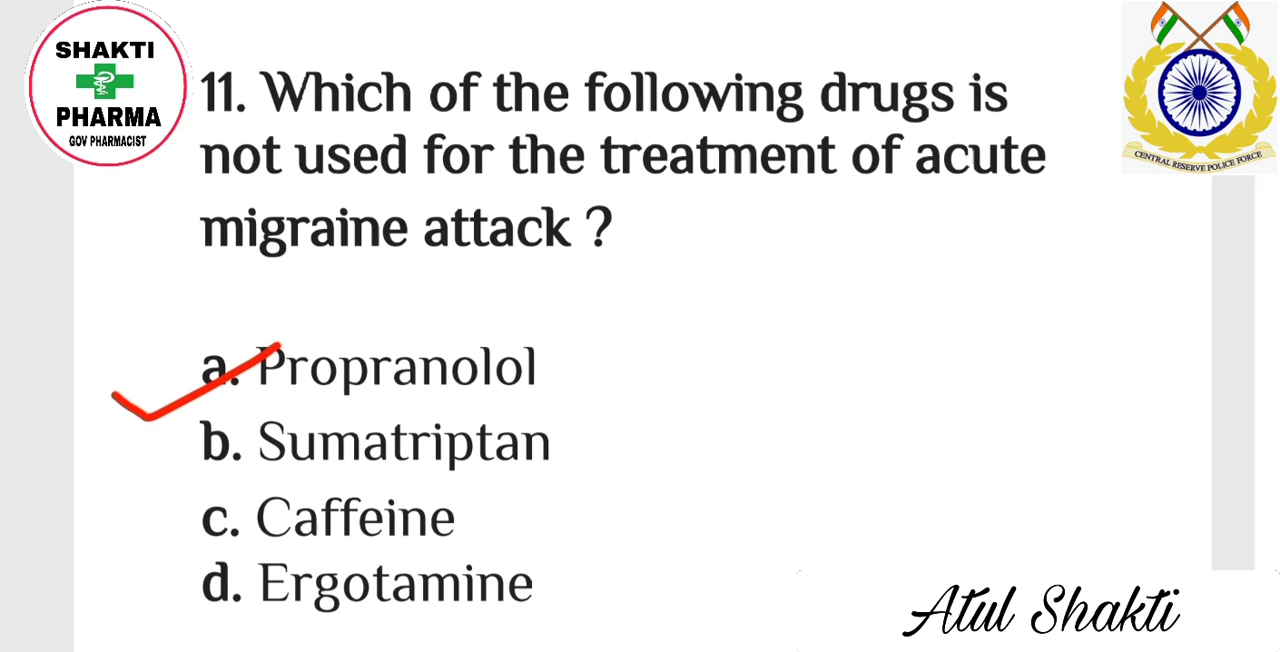 SHAKTI
PHARMA
GOV PHARMACIST
CENTRAL RESERVE POLICE FORCE
11. Which of the following drugs is
not used for the treatment of acute
migraine attack ?
a. Propranolol
b. Sumatriptan
c. Caffeine
d. Ergotamine
Atul Shakti